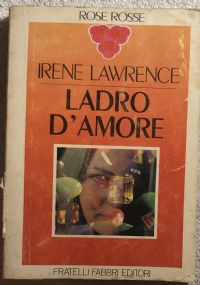 ROSE ROSSE
IRENE LAWRENCE
LADRO
D'AMORE
FRATELLI FABBRI EDITORI